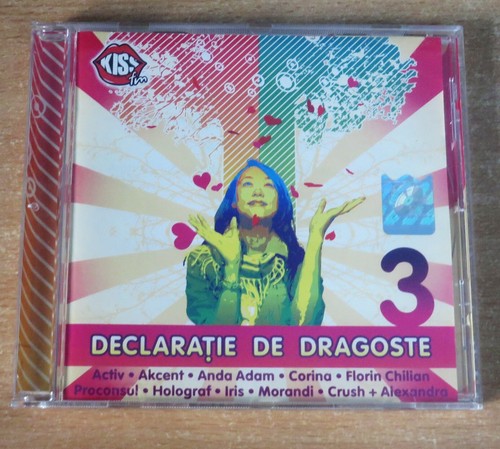 KISS
fm
3
DECLARAȚIE DE DRAGOSTE
Activ • Akcent • Anda Adam • Corina • Florin Chilian
Proconsul • Holograf • Iris • Morandi • Crush + Alexandra